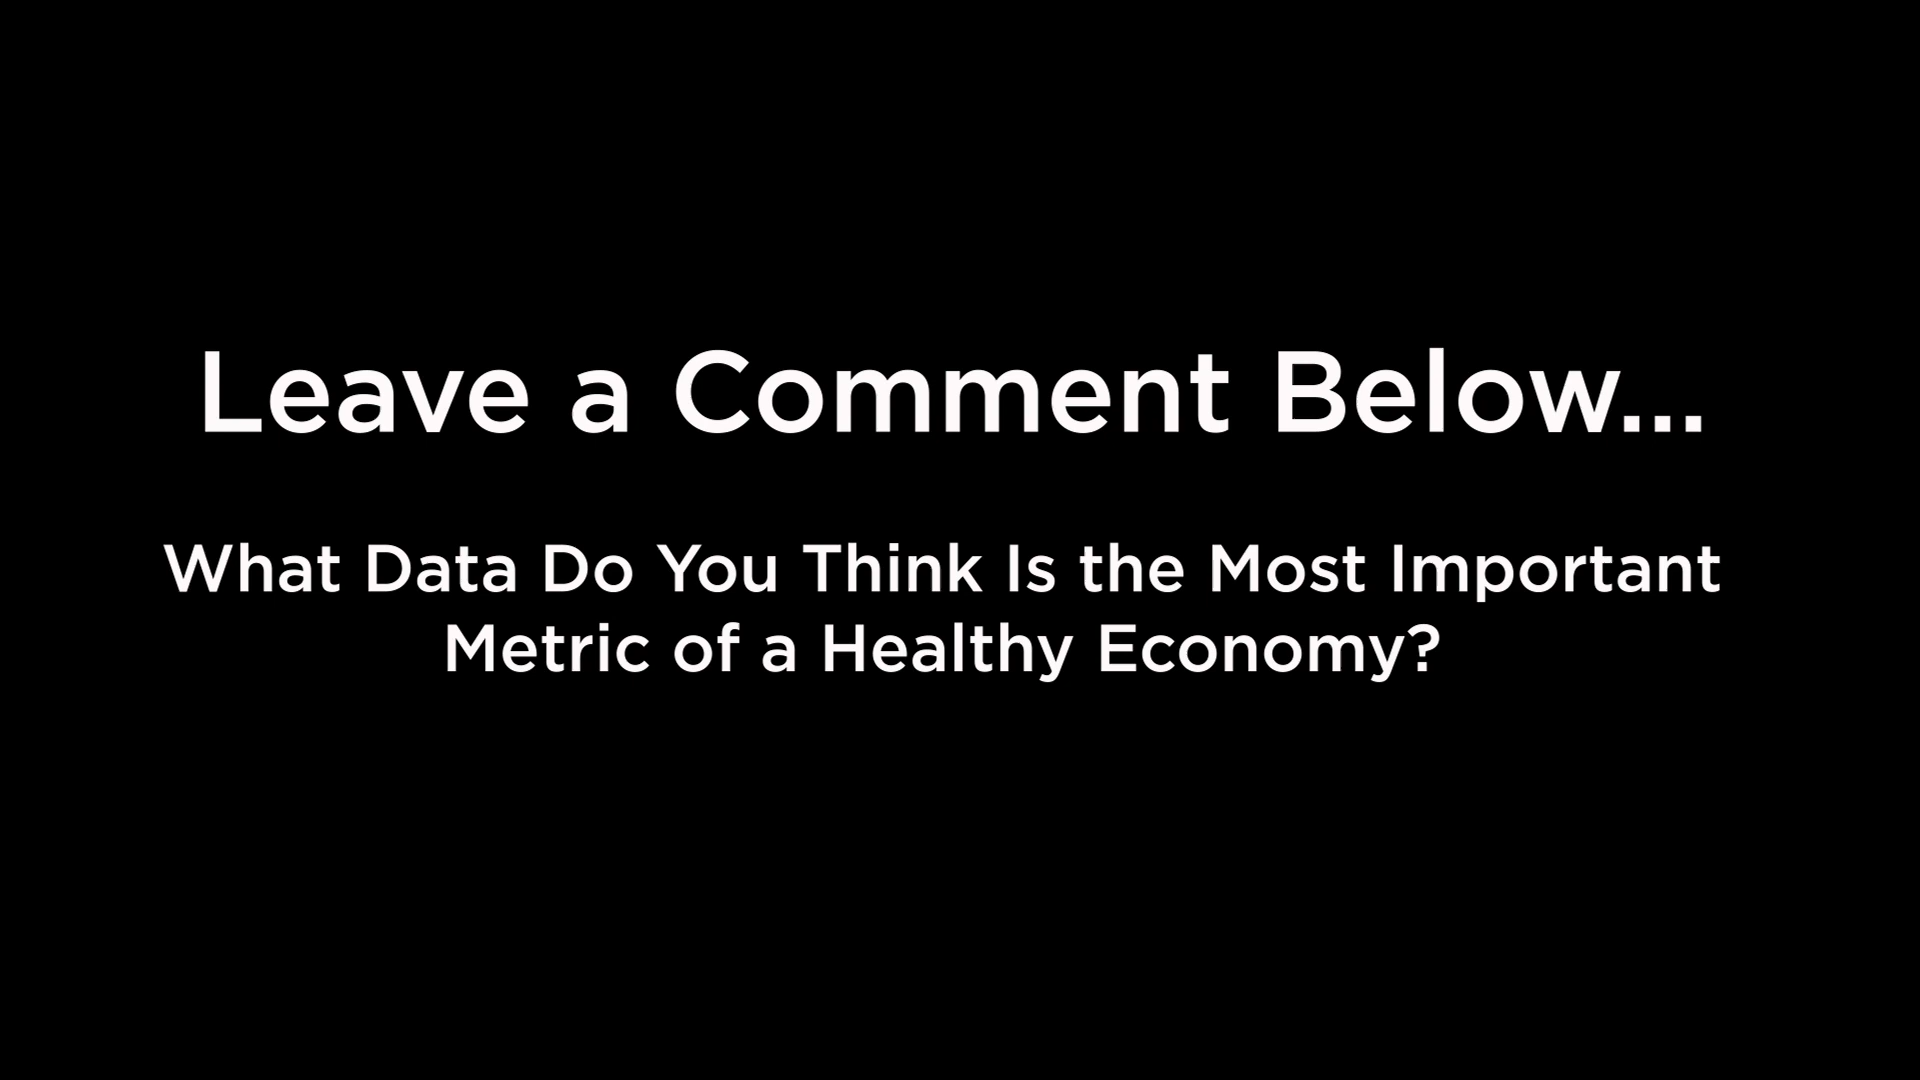 Leave a Comment Below...
What Data Do You Think Is the Most Important
Metric of a Healthy Economy?